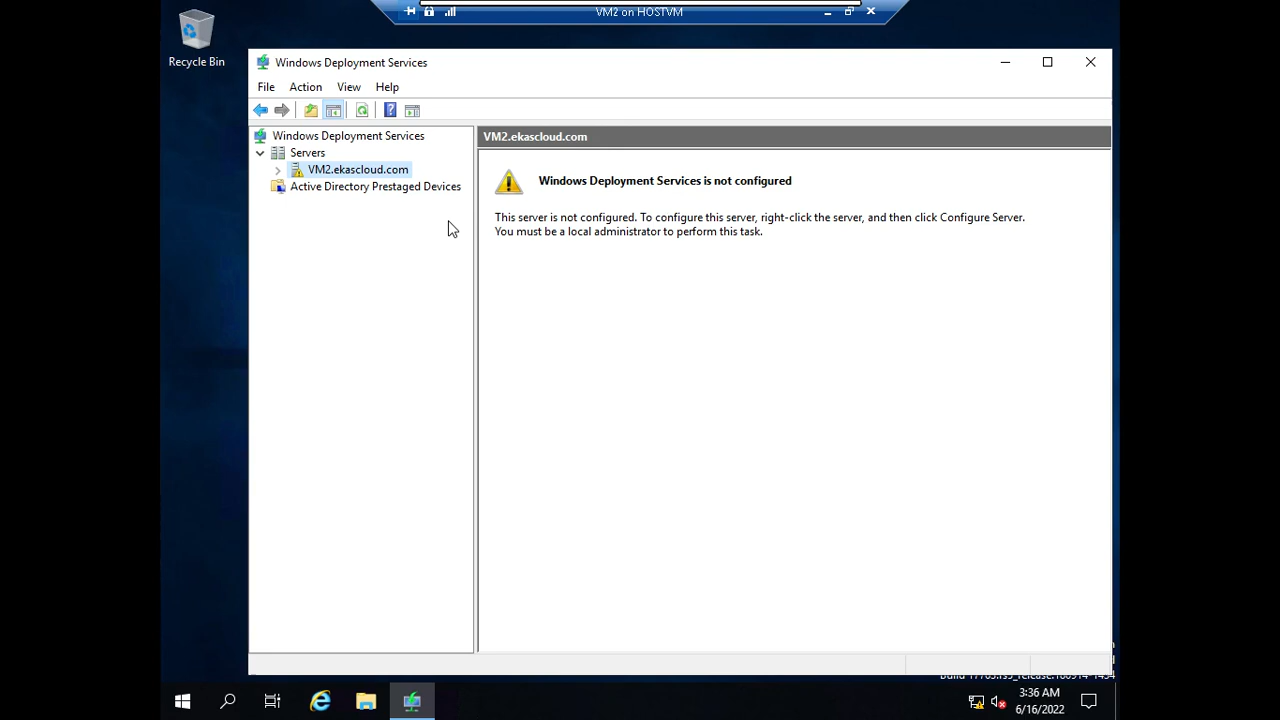 VM2 on HOSTVM
Recycle Bin
Windows Deployment Services
File Action View Help
Windows Deployment Services
Servers
VM2.ekascloud.com
Active Directory Prestaged Devices
VM2.ekascloud.com
Windows Deployment Services is not configured
This server is not configured. To configure this server, right-click the server, and then click Configure Server.
You must be a local administrator to perform this task.
3:36 AM
6/16/2022